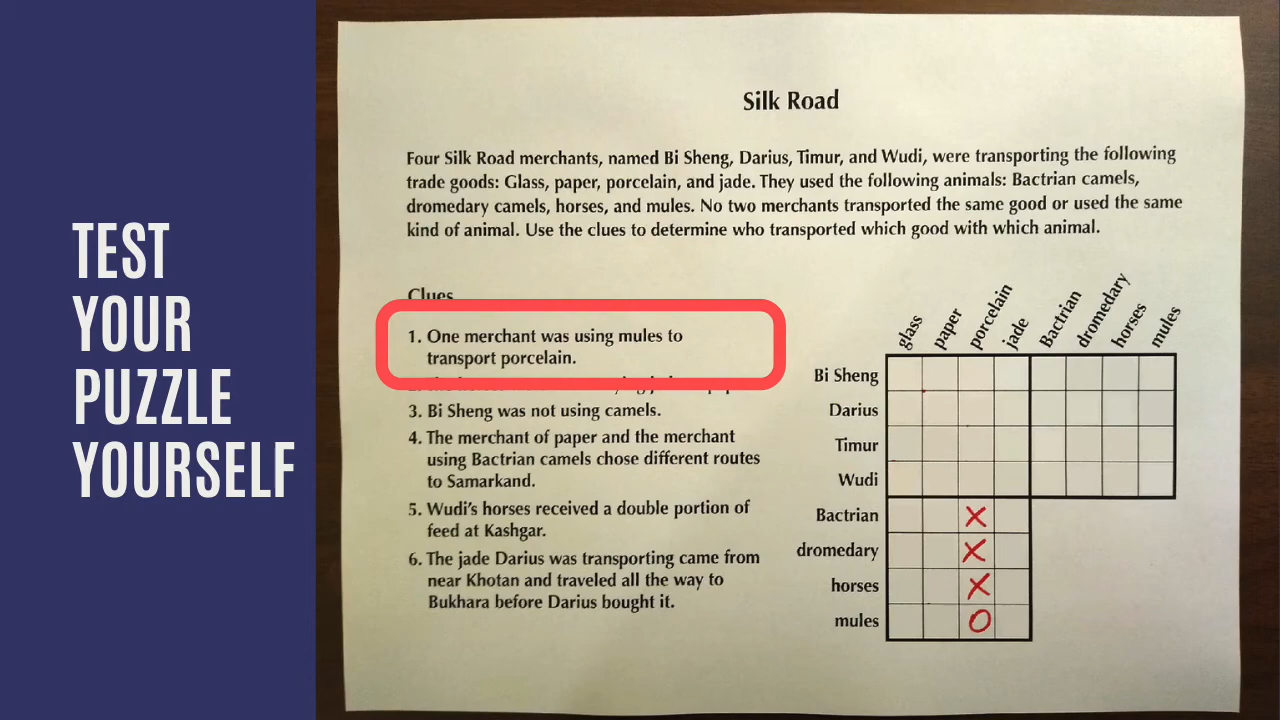 TEST
YOUR
PUZZLE
YOURSELF
Silk Road
Four Silk Road merchants, named Bi Sheng, Darius, Timur, and Wudi, were transporting the following
trade goods: Glass, paper, porcelain, and jade. They used the following animals: Bactrian camels,
dromedary camels, horses, and mules. No two merchants transported the same good or used the same
kind of animal. Use the clues to determine who transported which good with which animal.
Clues
1. One merchant was using mules to
transport porcelain.
3. Bi Sheng was not using camels.
4. The merchant of paper and the merchant
using Bactrian camels chose different routes
to Samarkand.
5. Wudi's horses received a double portion of
feed at Kashgar.
6. The jade Darius was transporting came from
near Khotan and traveled all the way to
Bukhara before Darius bought it.
glass paper porcelain jade Bactrian dromedary horses mules
Bi Sheng
Darius
Timur
Wudi
Bactrian X
dromedary X
horses X
mules O